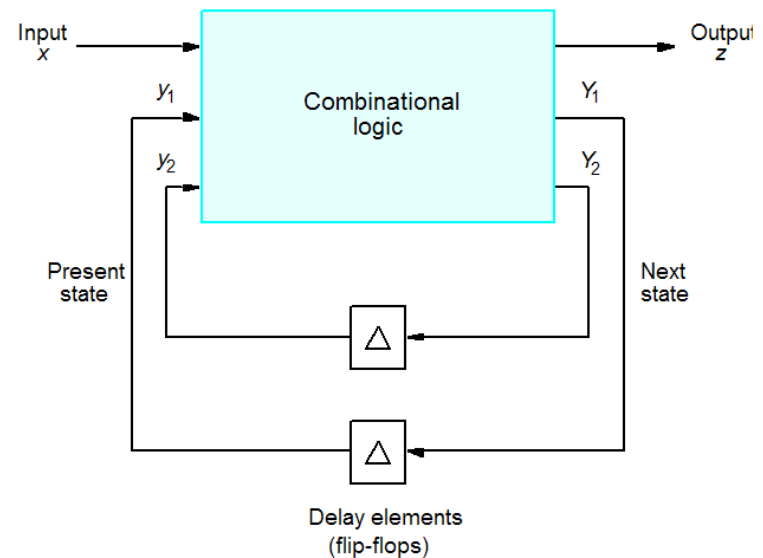 Input
x
Output
z
y1
Y1
Combinational
logic
y2
Y2
Present
state
Next
state
Δ
Δ
Delay elements
(flip-flops)